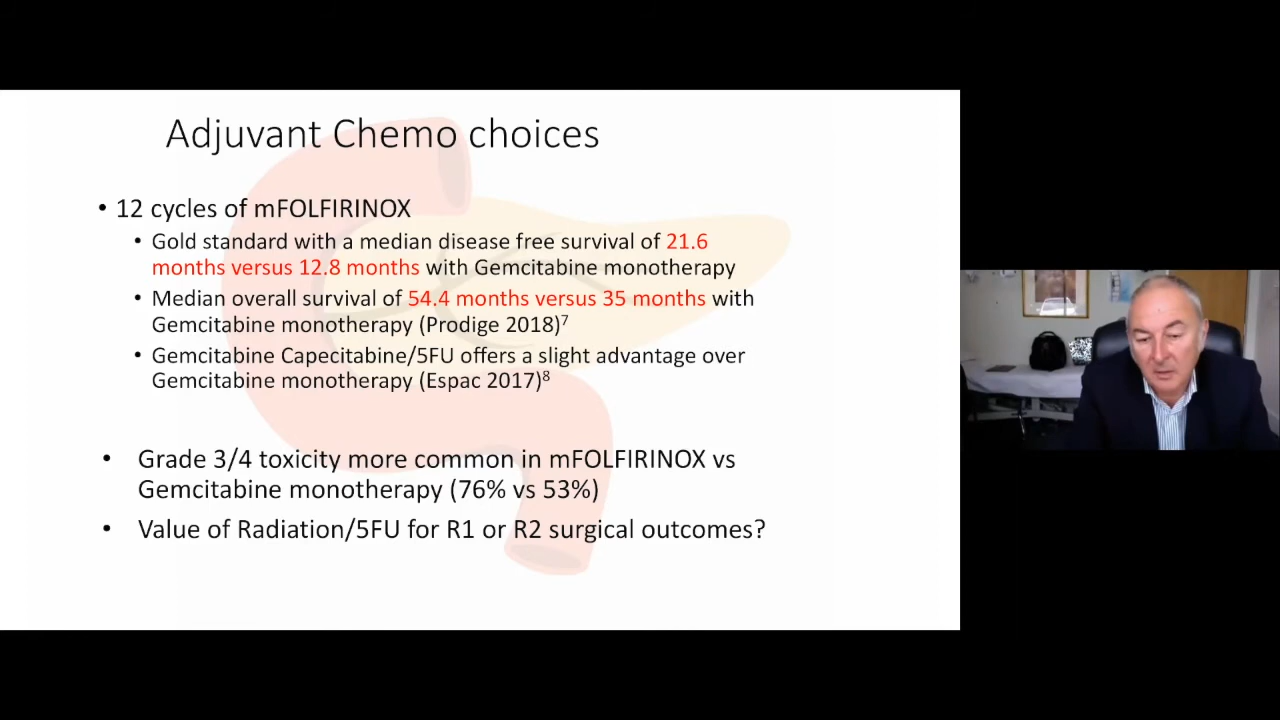 Adjuvant Chemo choices
• 12 cycles of mFOLFIRINOX
• Gold standard with a median disease free survival of 21.6
months versus 12.8 months with Gemcitabine monotherapy
• Median overall survival of 54.4 months versus 35 months with
Gemcitabine monotherapy (Prodige 2018)⁷
• Gemcitabine Capecitabine/5FU offers a slight advantage over
Gemcitabine monotherapy (Espac 2017)⁸
• Grade 3/4 toxicity more common in mFOLFIRINOX vs
Gemcitabine monotherapy (76% vs 53%)
• Value of Radiation/5FU for R1 or R2 surgical outcomes?